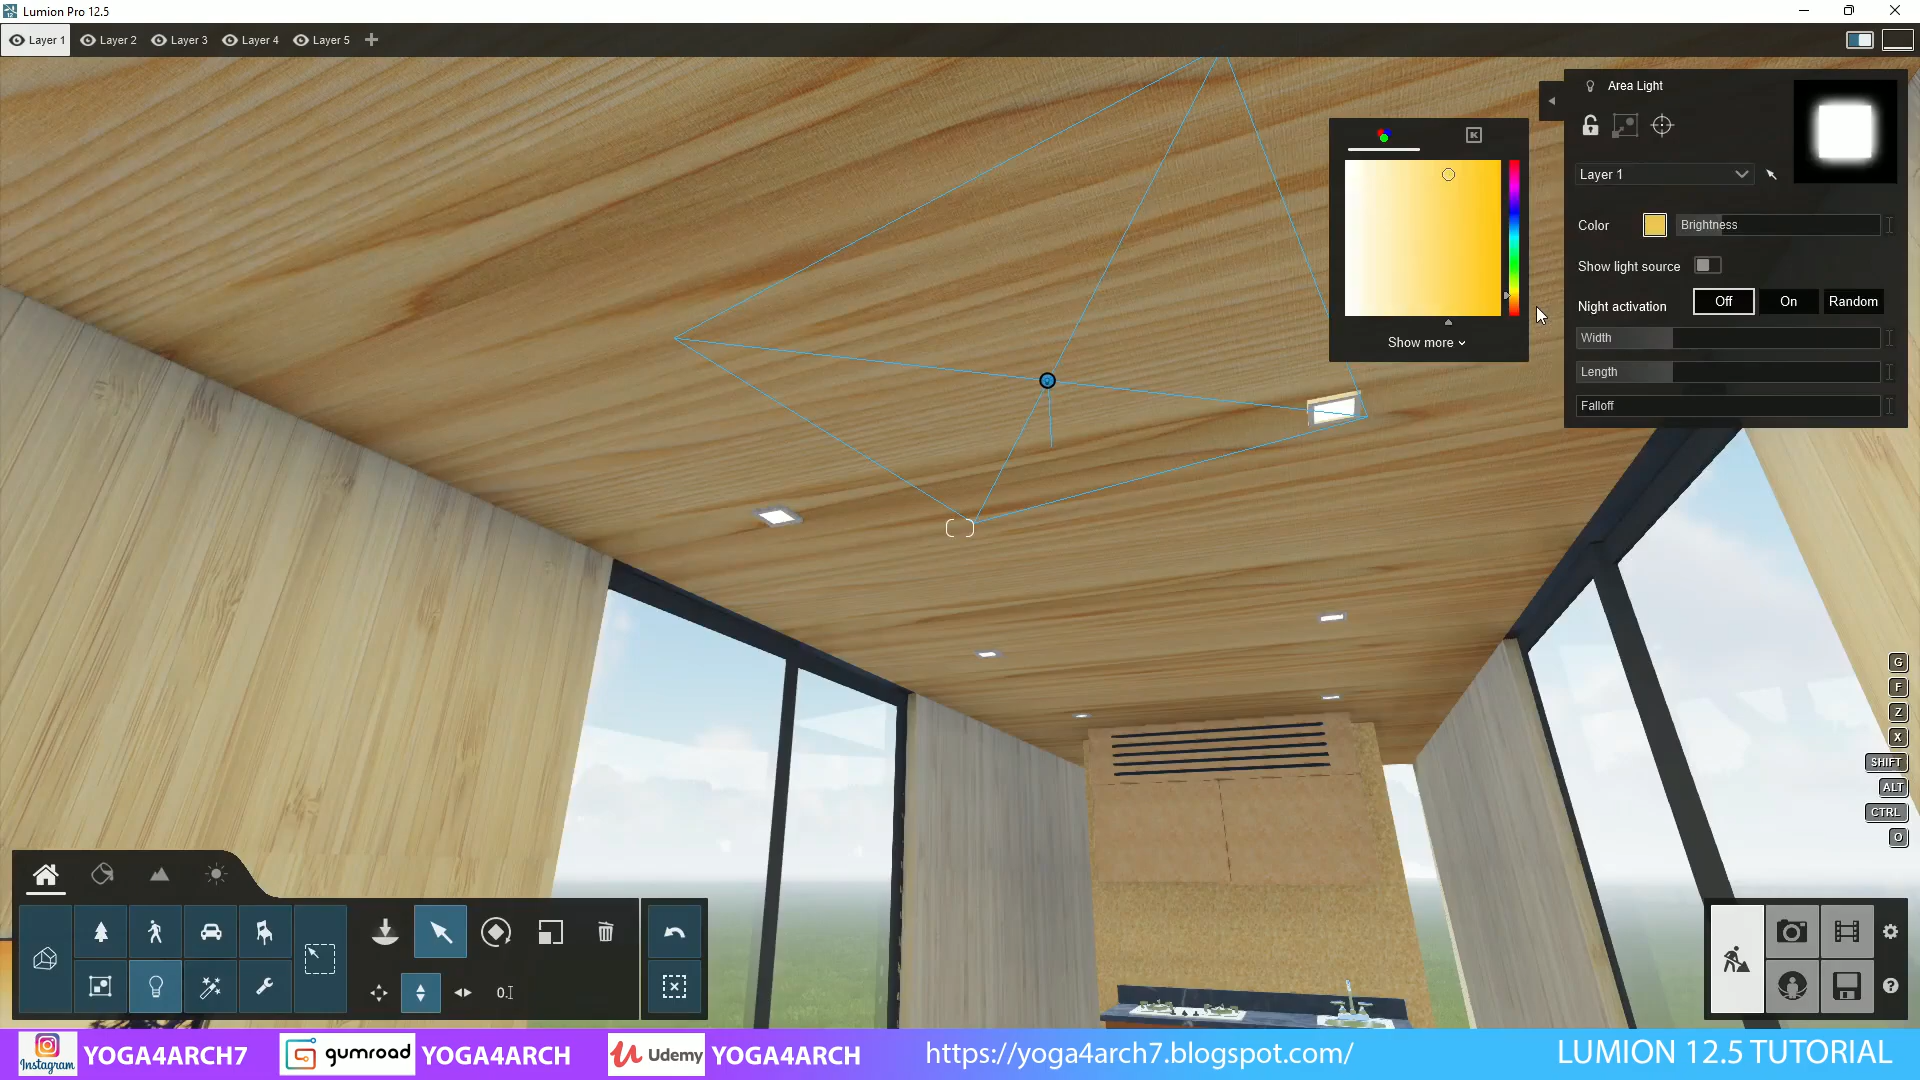 Lumion Pro 12.5
Layer 1 Layer 2 Layer 3 Layer 4 Layer 5
Area Light
Layer 1
Color Brightness
Show light source
Night activation Off On Random
Width
Length
Falloff
K
Show more
G
F
Z
X
SHIFT
ALT
CTRL
O
0.
Instagram YOGA4ARCH7 gumroad YOGA4ARCH Udemy YOGA4ARCH https://yoga4arch7.blogspot.com/ LUMION 12.5 TUTORIAL